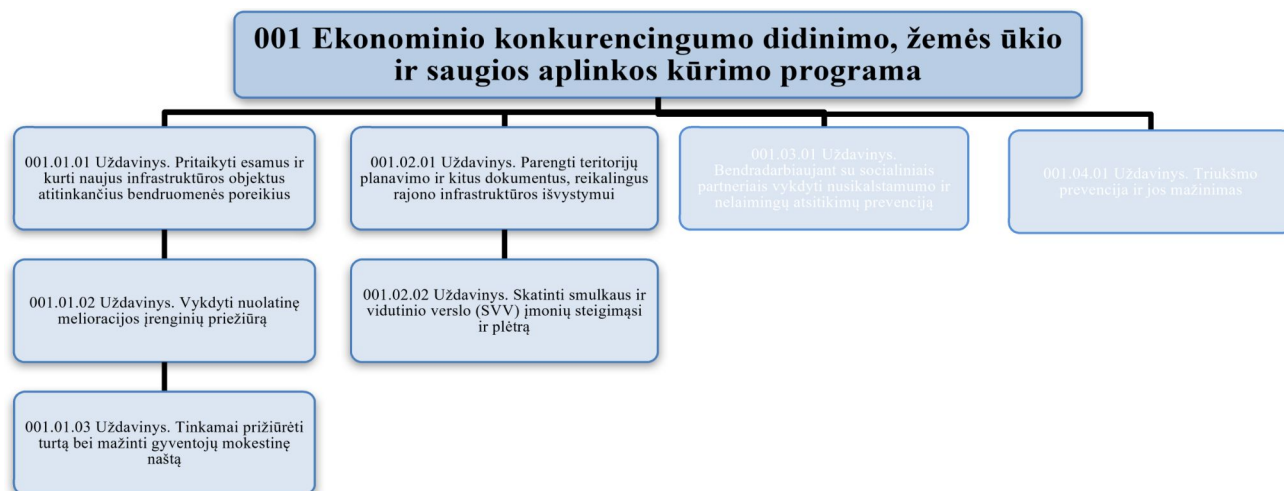 001 Ekonominio konkurencingumo didinimo, žemės ūkio
ir saugios aplinkos kūrimo programa
001.01.01 Uždavinys. Pritaikyti esamus ir
kurti naujus infrastruktūros objektus
atitinkančius bendruomenės poreikius
001.02.01 Uždavinys. Parengti teritorijų
planavimo ir kitus dokumentus, reikalingus
rajono infrastruktūros išvystymui
001.03.01 Uždavinys.
Bendradarbiaujant su socialiniais
partneriais vykdyti nusikalstamumo ir
nelaimingų atsitikimų prevenciją
001.04.01 Uždavinys. Triukšmo
prevencija ir jos mažinimas
001.01.02 Uždavinys. Vykdyti nuolatinę
melioracijos įrenginių priežiūrą
001.02.02 Uždavinys. Skatinti smulkaus ir
vidutinio verslo (SVV) įmonių steigimąsi
ir plėtrą
001.01.03 Uždavinys. Tinkamai prižiūrėti
turtą bei mažinti gyventojų mokestinę
naštą